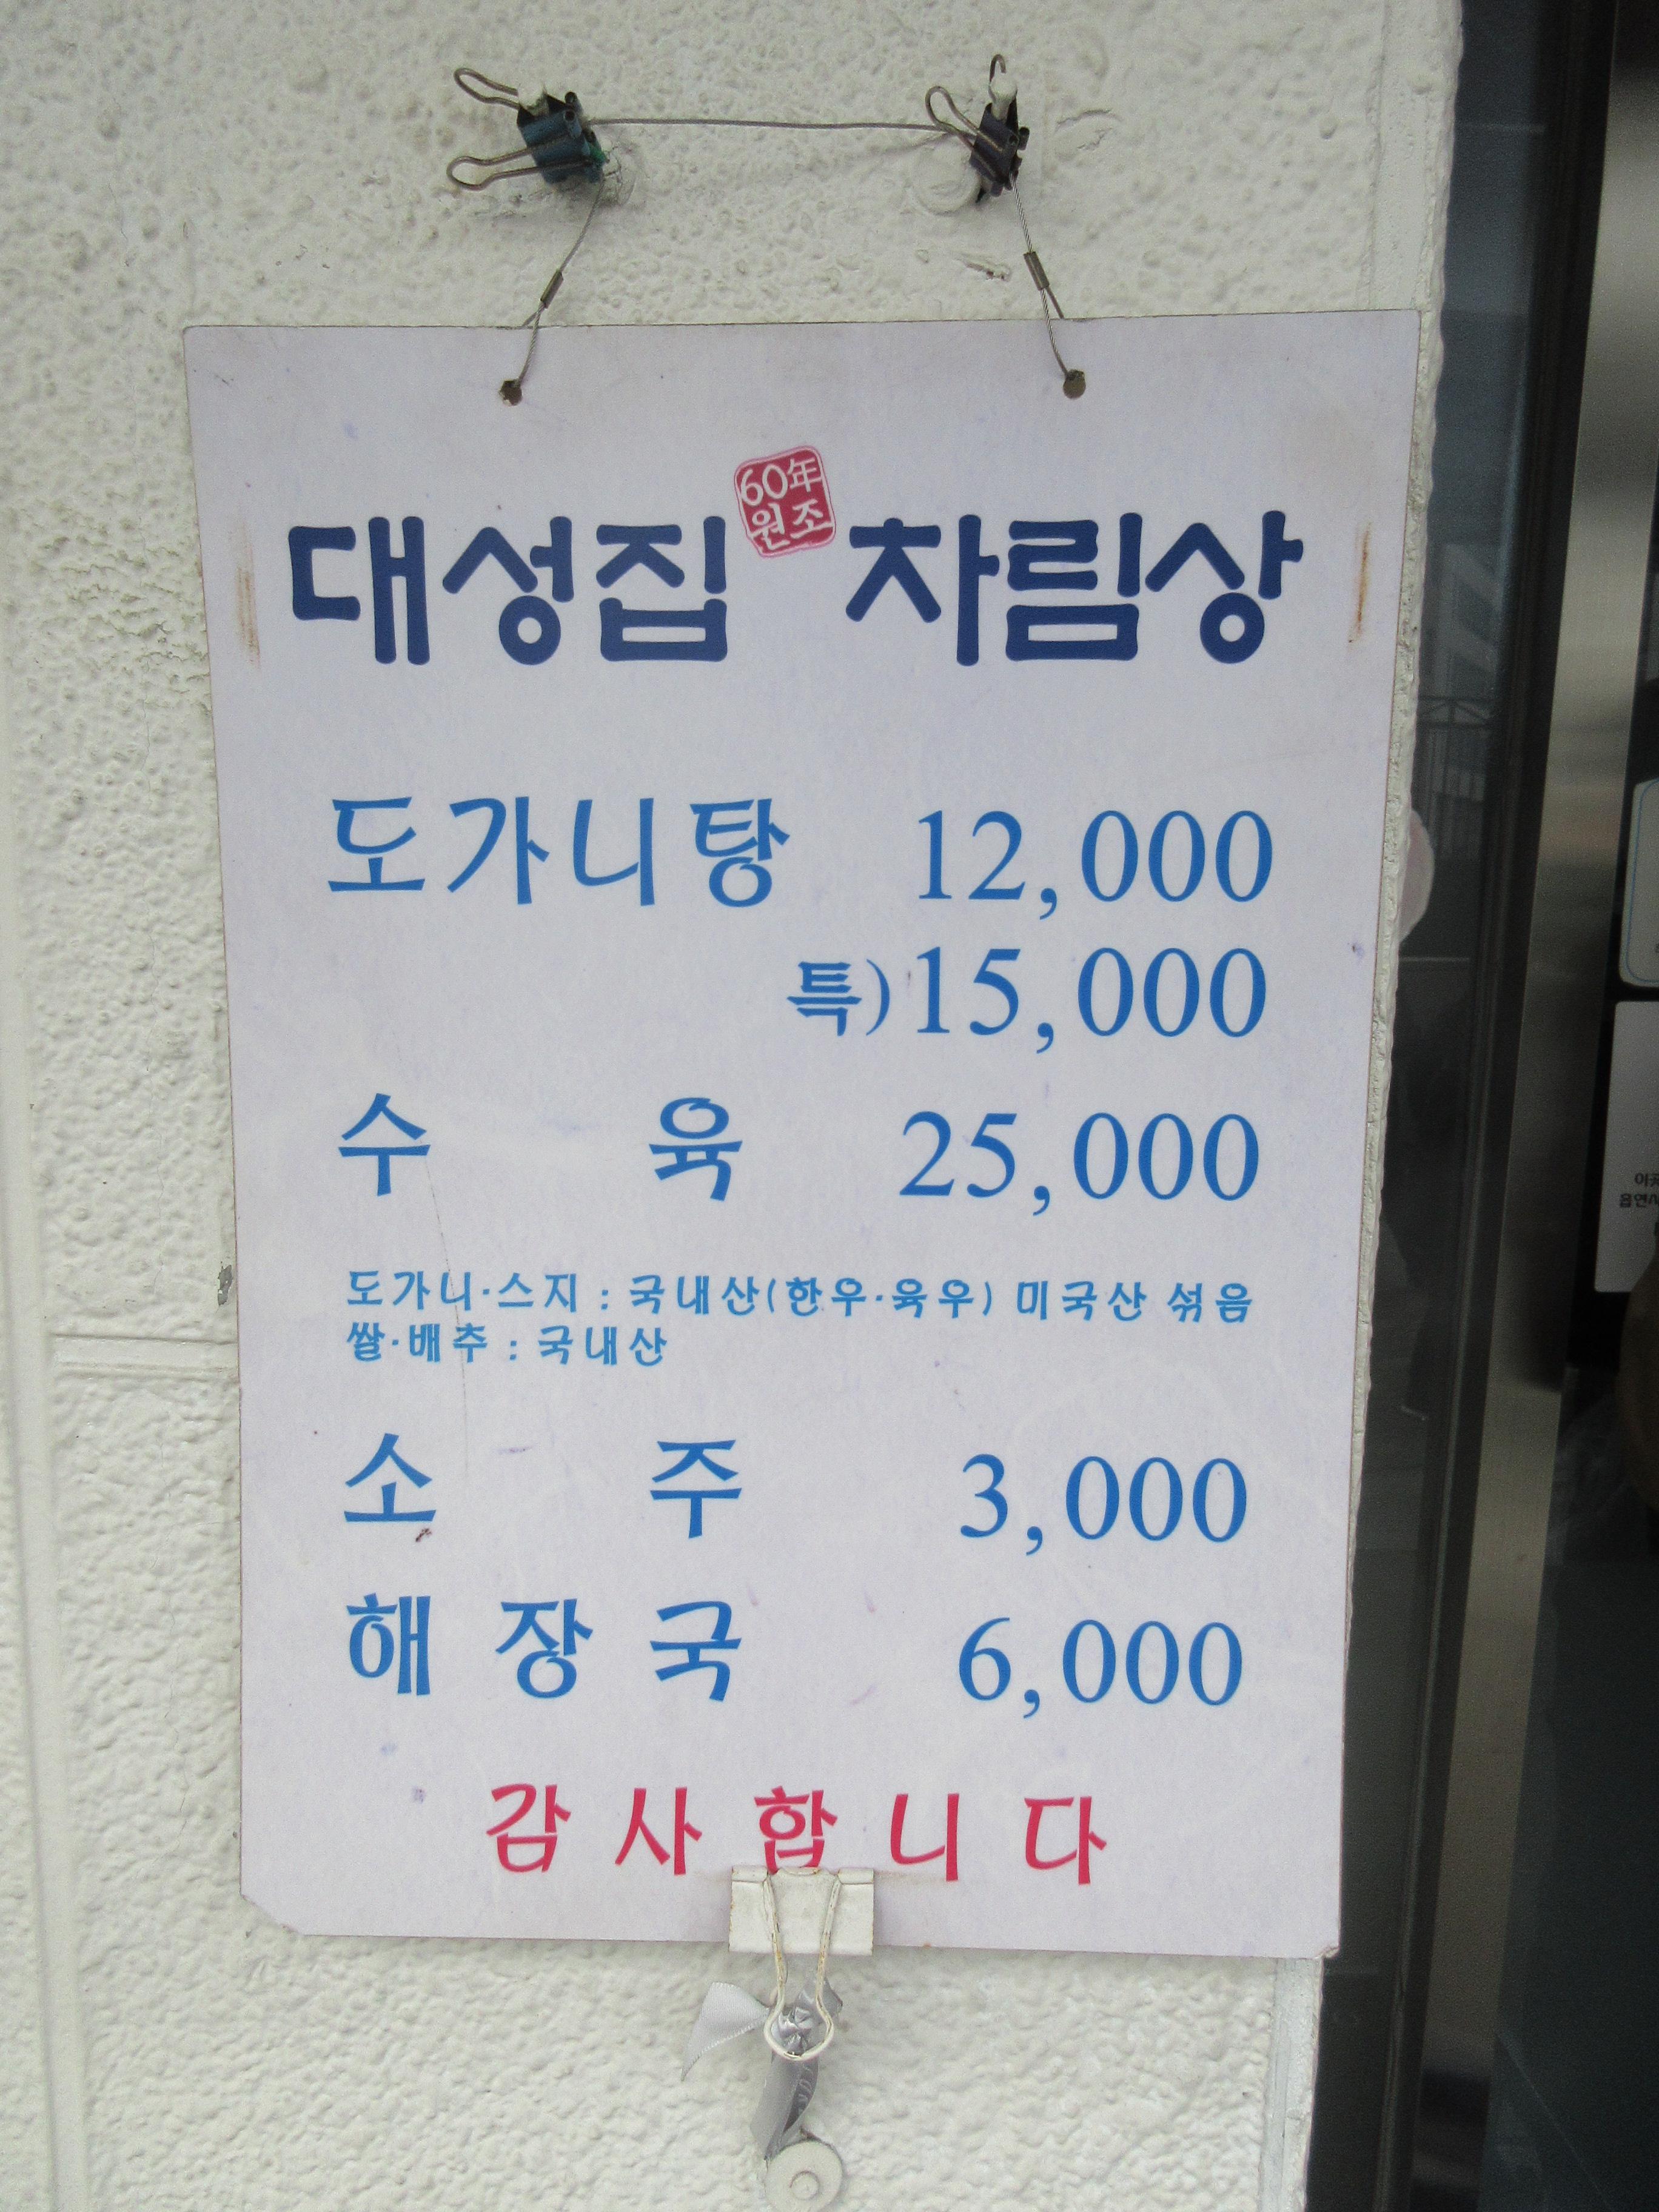 60年
원조
대성집 차림상
도가니탕 12,000
특) 15,000
수 육 25,000
도가니·스지 : 국내산(한우·육우) 미국산 섞음
쌀·배추 : 국내산
소 주 3,000
해 장 국 6,000
감 사 합 니 다